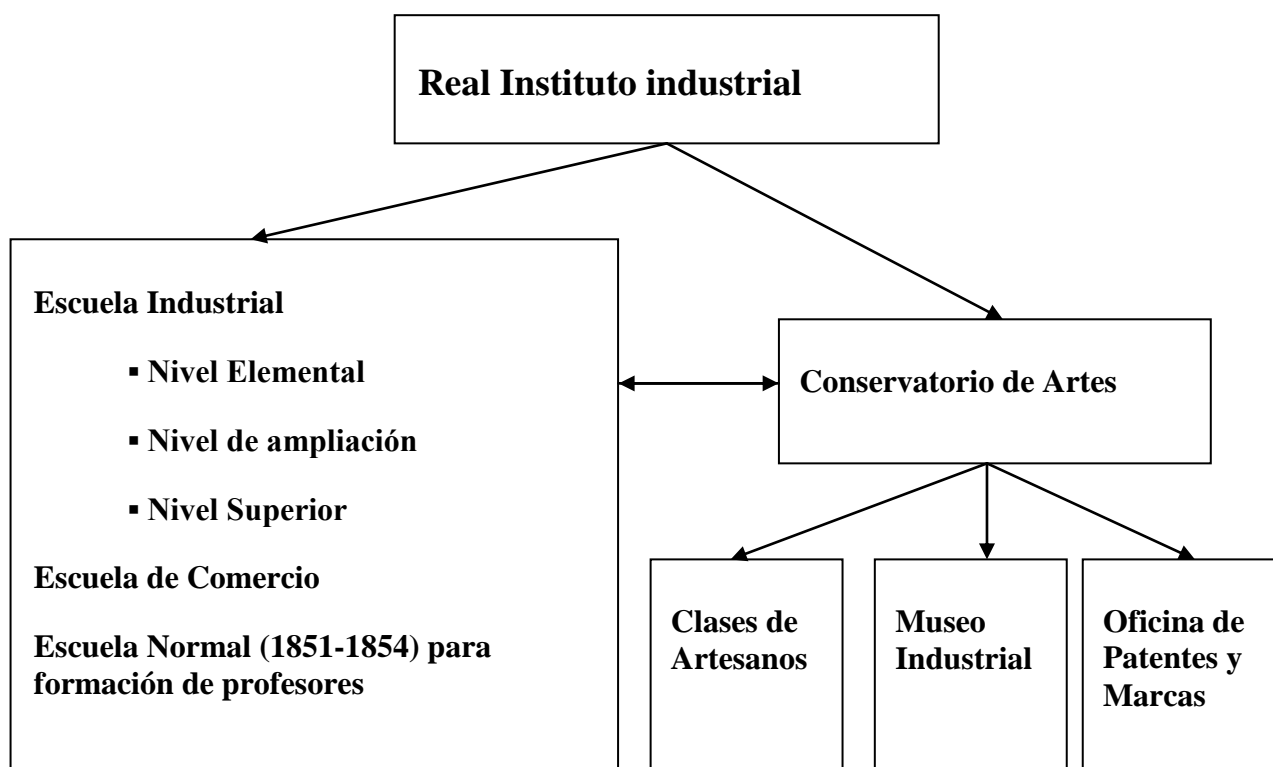 Real Instituto industrial
Escuela Industrial
▪ Nivel Elemental
▪ Nivel de ampliación
▪ Nivel Superior
Escuela de Comercio
Escuela Normal (1851-1854) para
formación de profesores
Conservatorio de Artes
Clases de
Artesanos
Museo
Industrial
Oficina de
Patentes y
Marcas